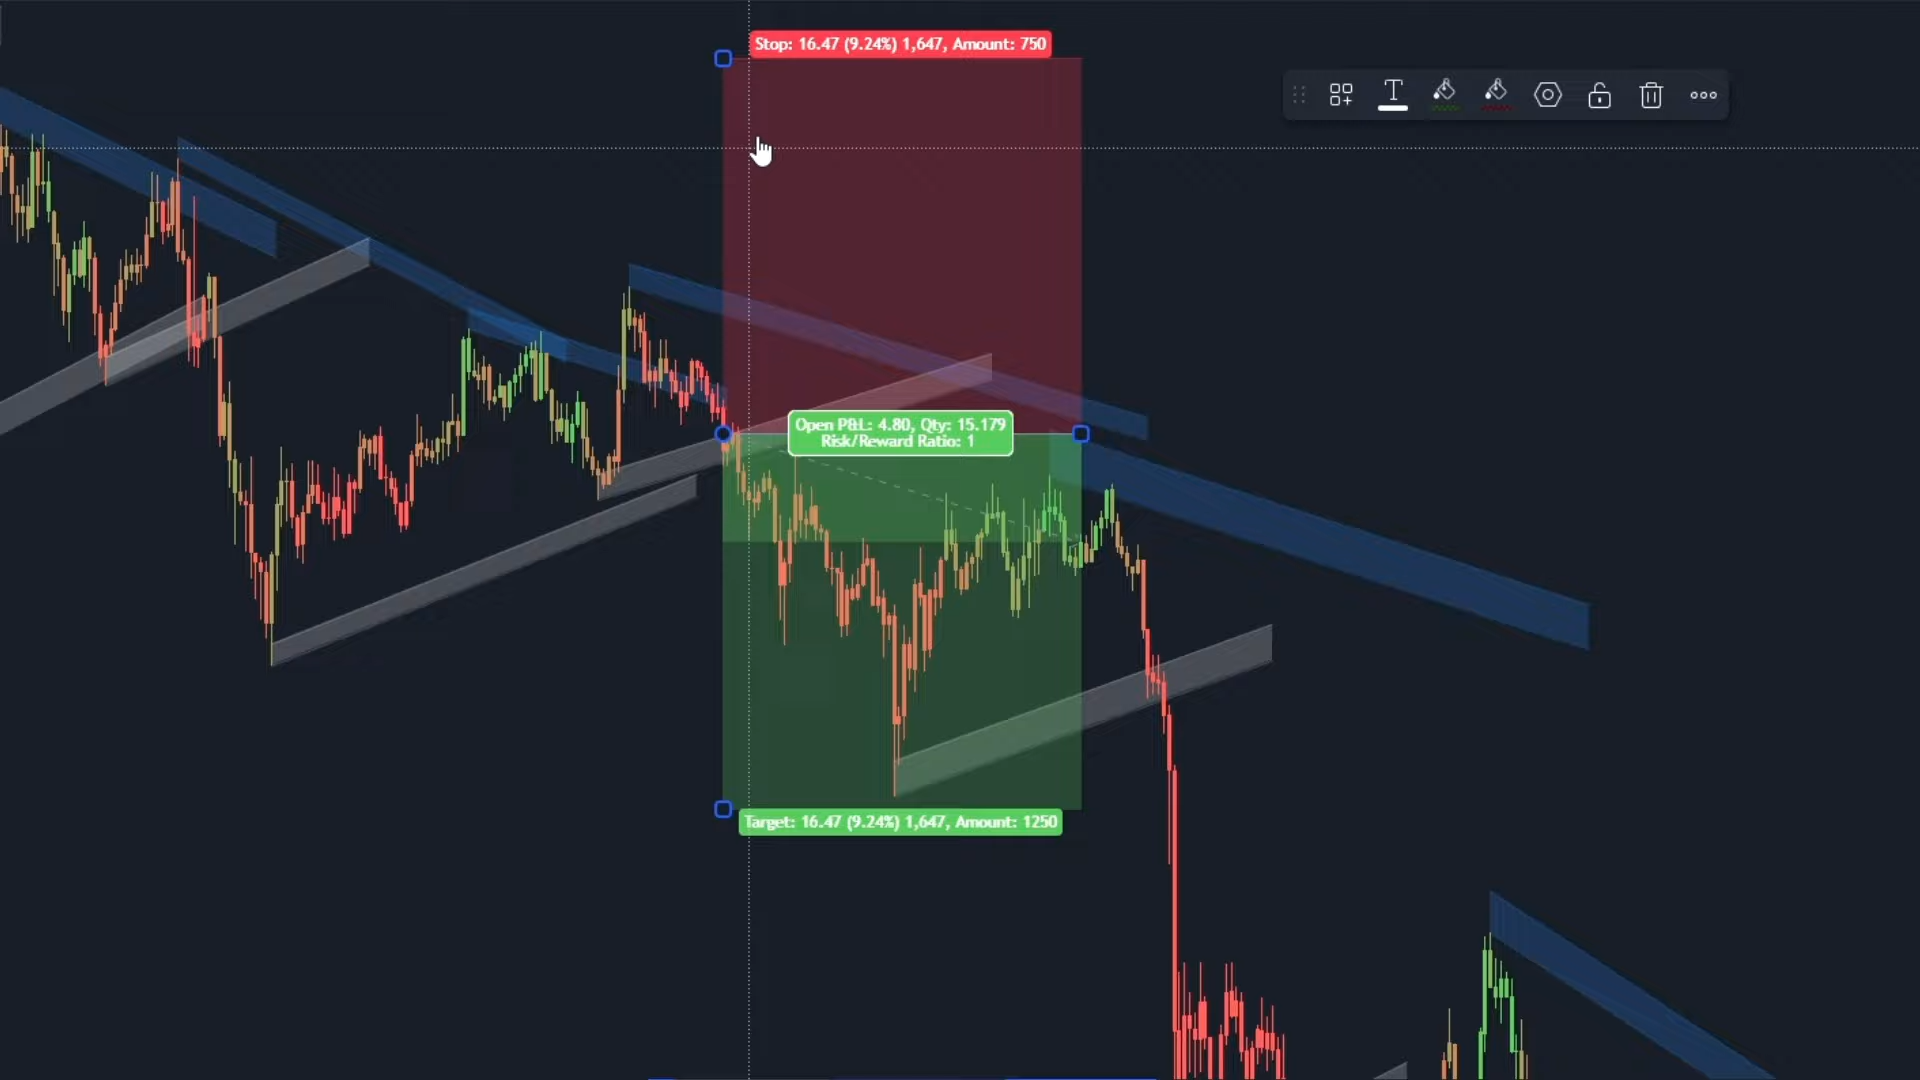 Stop: 16.47 (9.24%) 1,647, Amount: 750
Open P&L: 4.80, Qty: 15.179
Risk/Reward Ratio: 1
Target: 16.47 (9.24%) 1,647, Amount: 1250